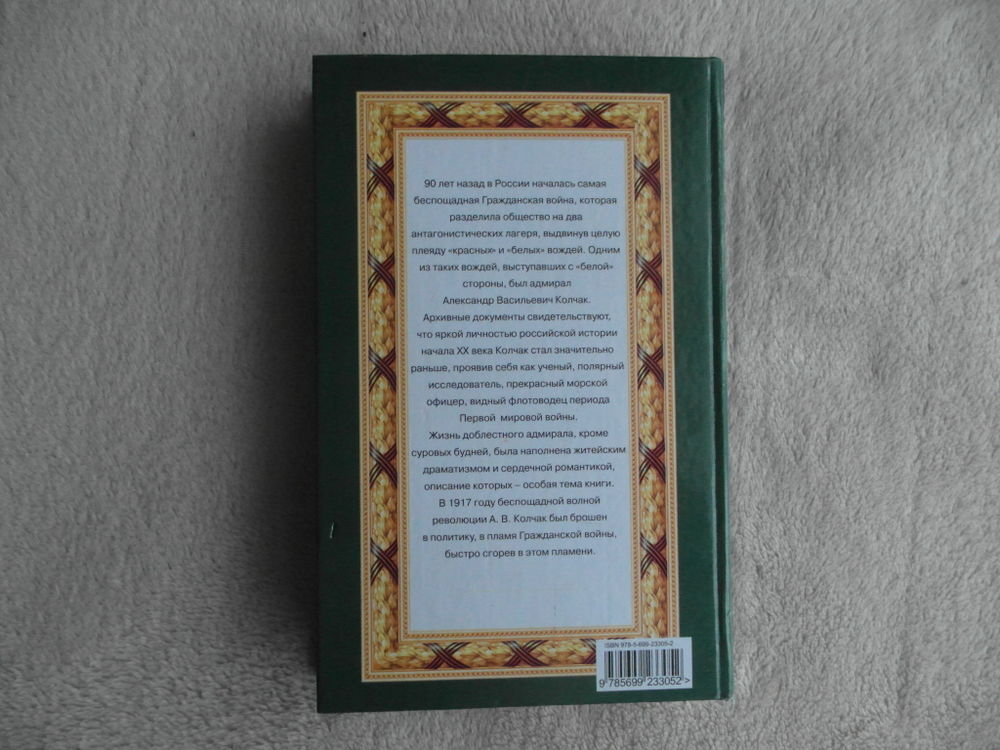 90 лет назад в России началась самая
беспощадная Гражданская война, которая
разделила общество на два
антагонистических лагеря, выдвинув целую
плеяду «красных» и «белых» вождей. Одним
из таких вождей, выступавших с «белой»
стороны, был адмирал
Александр Васильевич Колчак.
Архивные документы свидетельствуют,
что яркой личностью российской истории
начала XX века Колчак стал значительно
раньше, проявив себя как ученый, полярный
исследователь, прекрасный морской
офицер, видный флотоводец периода
Первой мировой войны.
Жизнь доблестного адмирала, кроме
суровых будней, была наполнена житейским
драматизмом и сердечной романтикой,
описание которых – особая тема книги.
В 1917 году беспощадной волной
революции А. В. Колчак был брошен
в политику, в пламя Гражданской войны,
быстро сгорев в этом пламени.
ISBN 978-5-699-23305-2
9 785699 233052 >